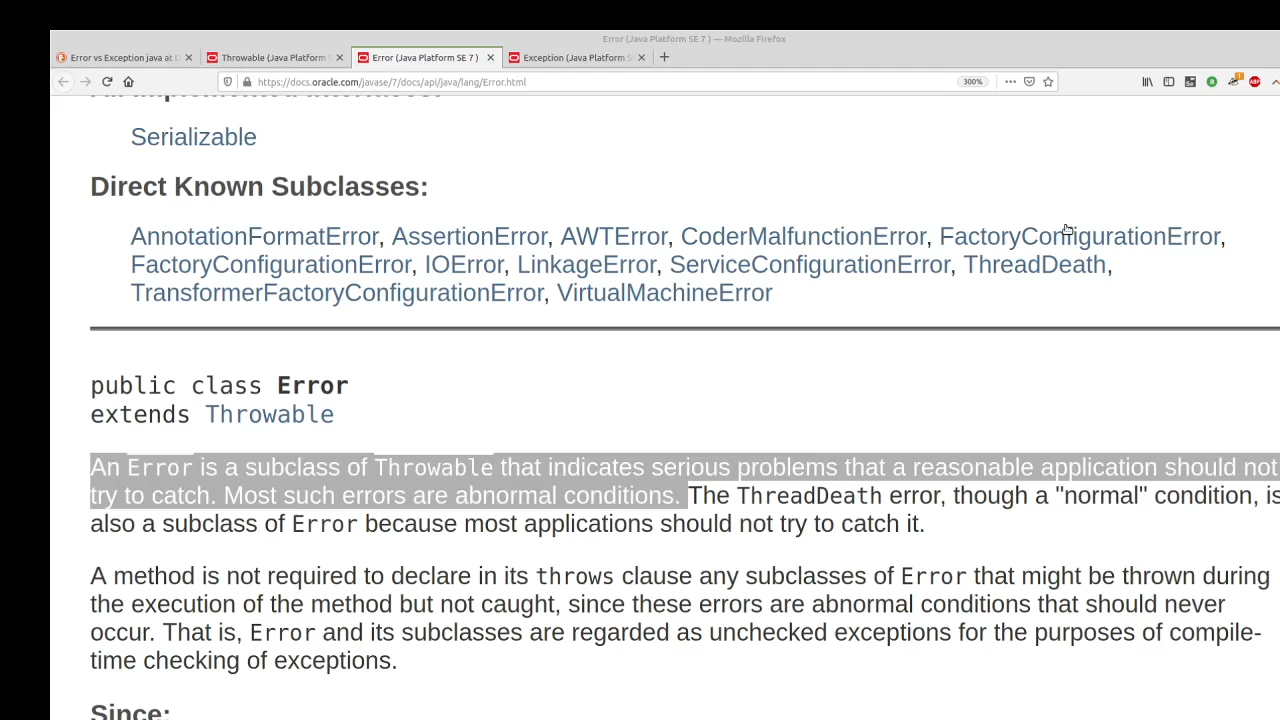 Error (Java Platform SE 7 ) — Mozilla Firefox
Error vs Exception java at D
Throwable (Java Platform S
Error (Java Platform SE 7 )
Exception (Java Platform S
https://docs.oracle.com/javase/7/docs/api/java/lang/Error.html
300%
Serializable
Direct Known Subclasses:
AnnotationFormatError, AssertionError, AWTError, CoderMalfunctionError, FactoryConfigurationError,
FactoryConfigurationError, IOError, LinkageError, ServiceConfigurationError, ThreadDeath,
TransformerFactoryConfigurationError, VirtualMachineError
public class Error
extends Throwable
An Error is a subclass of Throwable that indicates serious problems that a reasonable application should not
try to catch. Most such errors are abnormal conditions. The ThreadDeath error, though a "normal" condition, is
also a subclass of Error because most applications should not try to catch it.
A method is not required to declare in its throws clause any subclasses of Error that might be thrown during
the execution of the method but not caught, since these errors are abnormal conditions that should never
occur. That is, Error and its subclasses are regarded as unchecked exceptions for the purposes of compile-
time checking of exceptions.
Since: